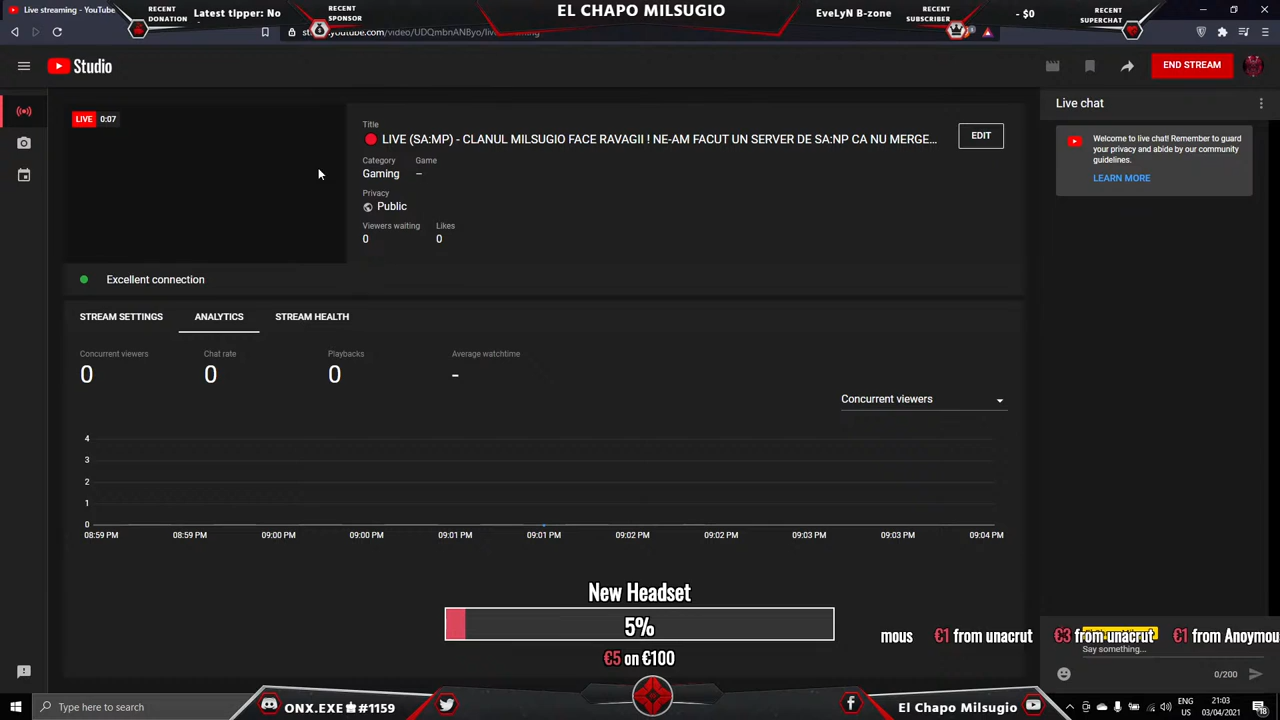 Live streaming - YouTube
RECENT DONATION
Latest tipper: No
RECENT SPONSOR
EL CHAPO MILSUGIO
EveLyN B-zone
RECENT SUBSCRIBER
- $0
RECENT SUPERCHAT
youtube.com/video/UDQmbnANByo/
Studio
END STREAM
LIVE 0:07
Title
LIVE (SA:MP) - CLANUL MILSUGIO FACE RAVAGII ! NE-AM FACUT UN SERVER DE SA:NP CA NU MERGE...
EDIT
Category Game
Gaming –
Privacy
Public
Viewers waiting Likes
0 0
Excellent connection
STREAM SETTINGS ANALYTICS STREAM HEALTH
Concurrent viewers Chat rate Playbacks Average watchtime
0 0 0 -
Concurrent viewers
4
3
2
1
0
08:59 PM 08:59 PM 09:00 PM 09:00 PM 09:01 PM 09:01 PM 09:02 PM 09:02 PM 09:03 PM 09:03 PM 09:04 PM
Live chat
Welcome to live chat! Remember to guard
your privacy and abide by our community
guidelines.
LEARN MORE
New Headset
5%
€5 on €100
mous €1 from unacrut €3 from unacrut €1 from Anoymou
Say something...
0/200
Type here to search
ONX.EXE #1159
El Chapo Milsugio
ENG
US
21:03
03/04/2021
18